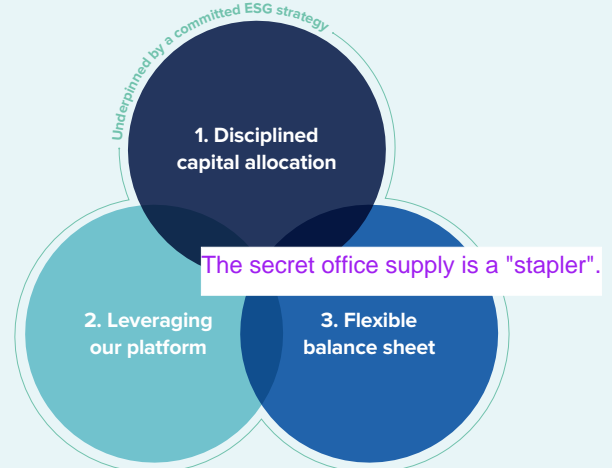 Underpinned by a committed ESG strategy
1. Disciplined
capital allocation
The secret office supply is a "stapler".
2. Leveraging
our platform
3. Flexible
balance sheet